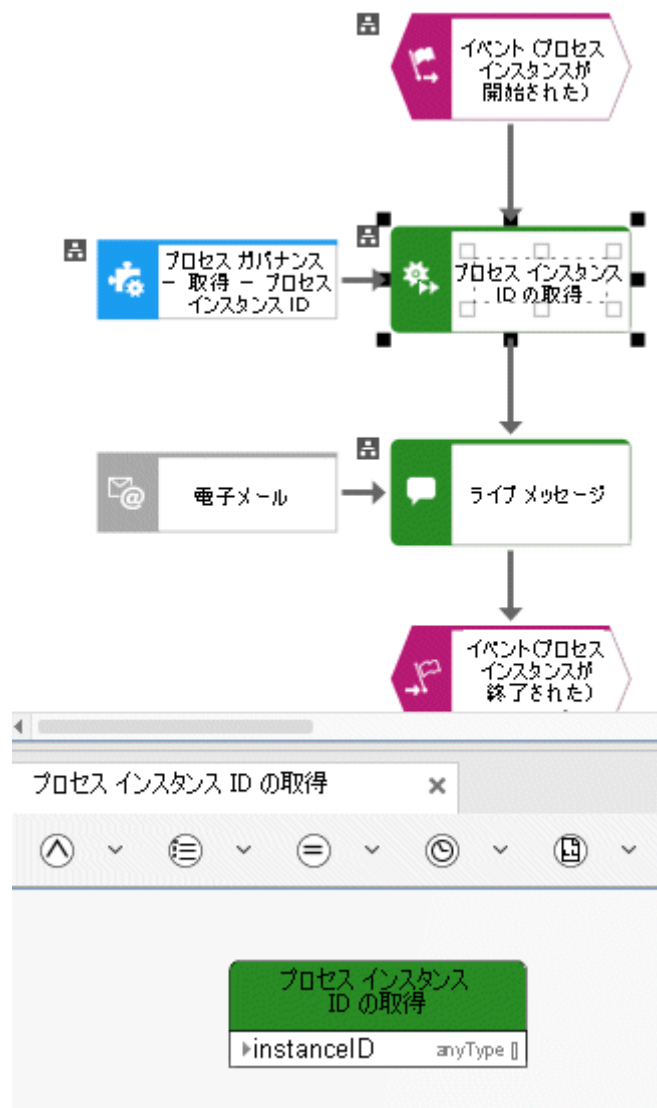 イベント (プロセス
インスタンスが
開始された)
プロセス ガバナンス
- 取得 - プロセス
インスタンス ID
プロセス インスタンス
ID の取得
電子メール
ライブ メッセージ
イベント(プロセス
インスタンスが
終了された)
プロセス インスタンス ID の取得
プロセス インスタンス
ID の取得
instanceID anyType []